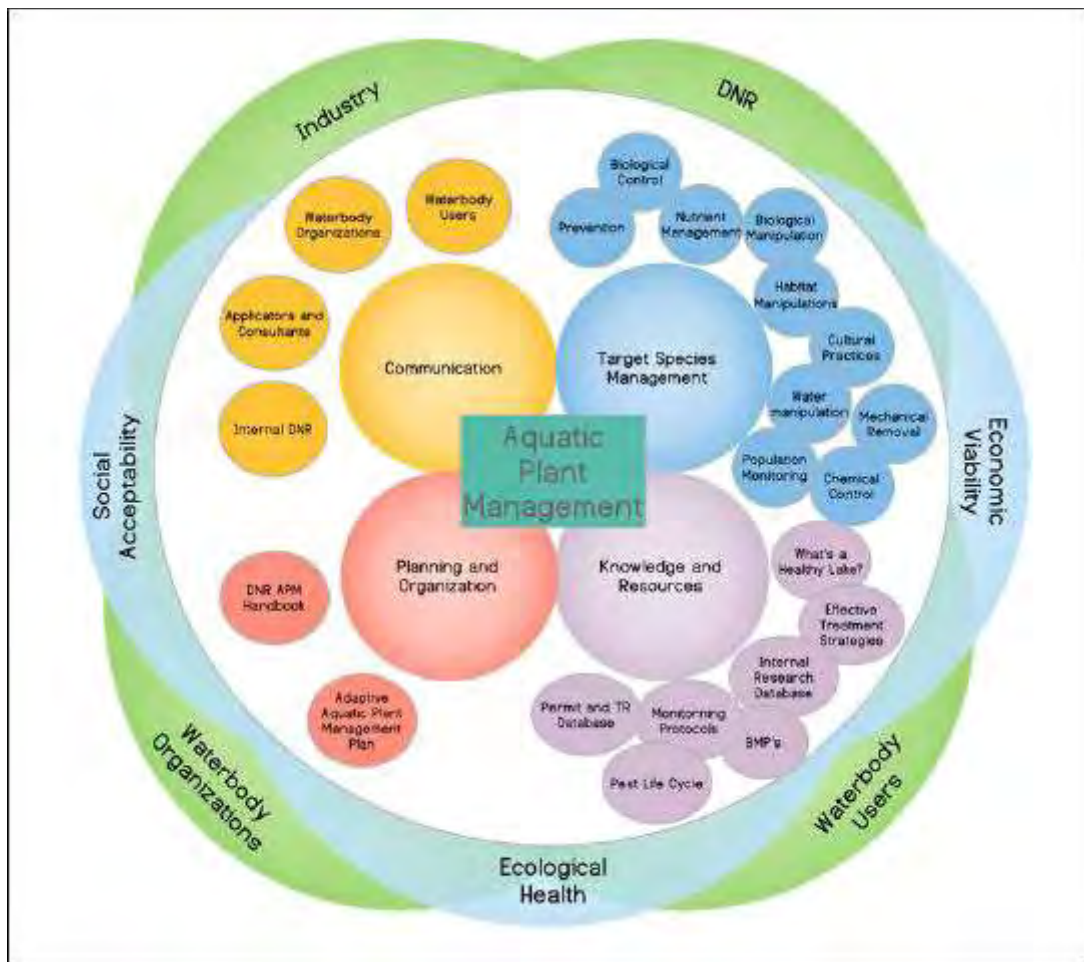 Industry
DNR
Social
Acceptability
Economic
Viability
Waterbody
Organizations
Ecological
Health
Waterbody
Users
Aquatic
Plant
Management
Communication
Waterbody
Users
Waterbody
Organizations
Applicators and
Consultants
Internal DNR
Target Species
Management
Prevention
Biological
Control
Nutrient
Management
Biological
Manipulation
Habitat
Manipulations
Cultural
Practices
Water
manipulation
Mechanical
Removal
Population
Monitoring
Chemical
Control
Planning and
Organization
DNR APM
Handbook
Adaptive
Aquatic Plant
Management
Plan
Knowledge and
Resources
What's a
Healthy Lake?
Effective
Treatment
Strategies
Internal
Research
Database
BMP's
Monitorning
Protocols
Permit and TR
Database
Pest Life Cycle